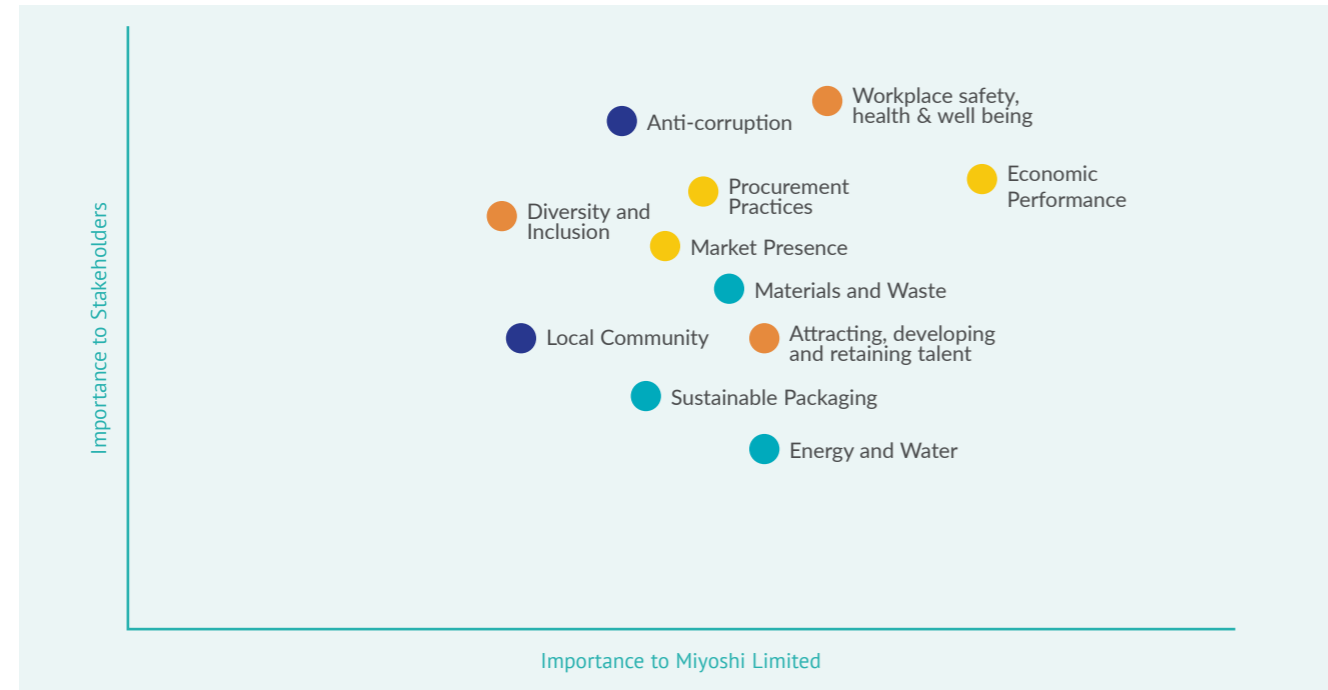 Workplace safety,
health & well being
Anti-corruption
Economic
Performance
Procurement
Practices
Diversity and
Inclusion
Market Presence
Materials and Waste
Local Community
Attracting, developing
and retaining talent
Sustainable Packaging
Energy and Water
Importance to Stakeholders
Importance to Miyoshi Limited